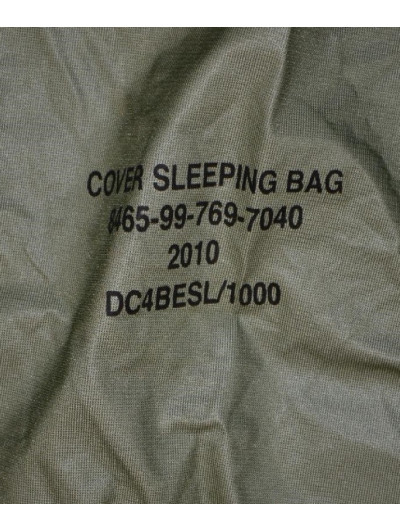 COVER SLEEPING BAG
8465-99-769-7040
2010
DC4BESL/1000